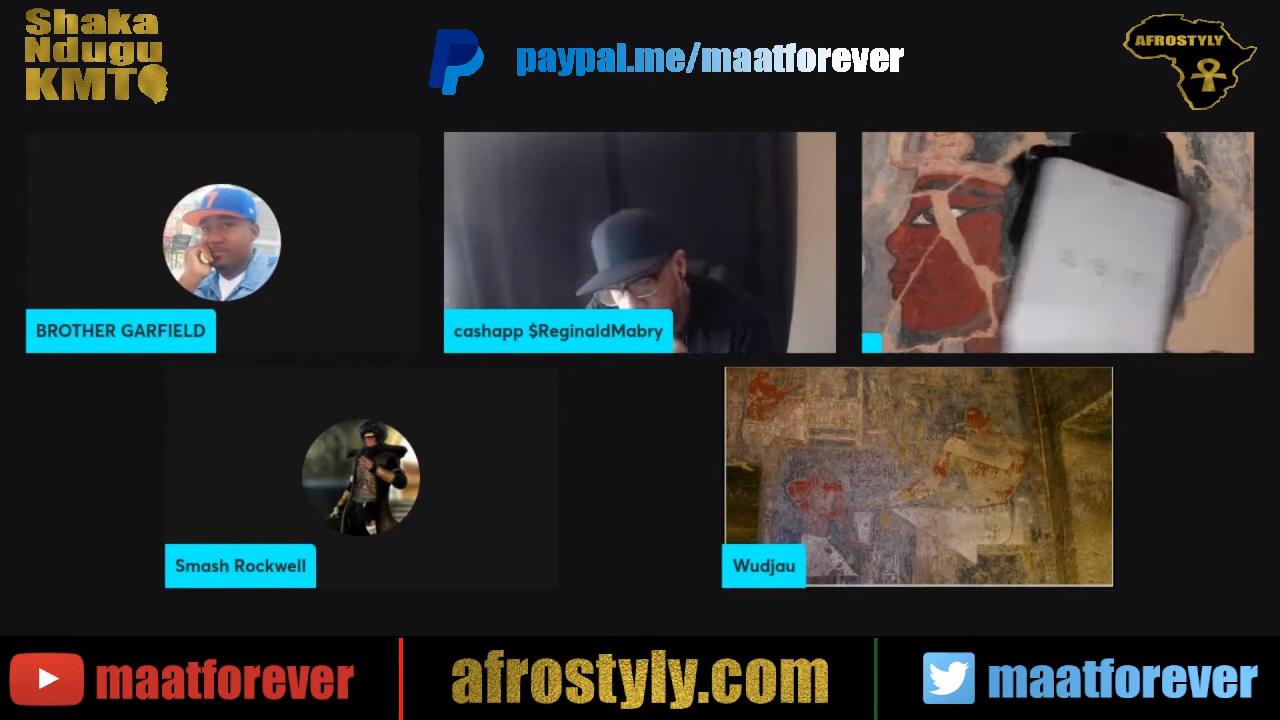 Shaka
Ndugu
KMT
paypal.me/maatforever
AFROSTYLY
BROTHER GARFIELD
cashapp $ReginaldMabry
Smash Rockwell
Wudjau
maatforever
afrostyly.com
maatforever